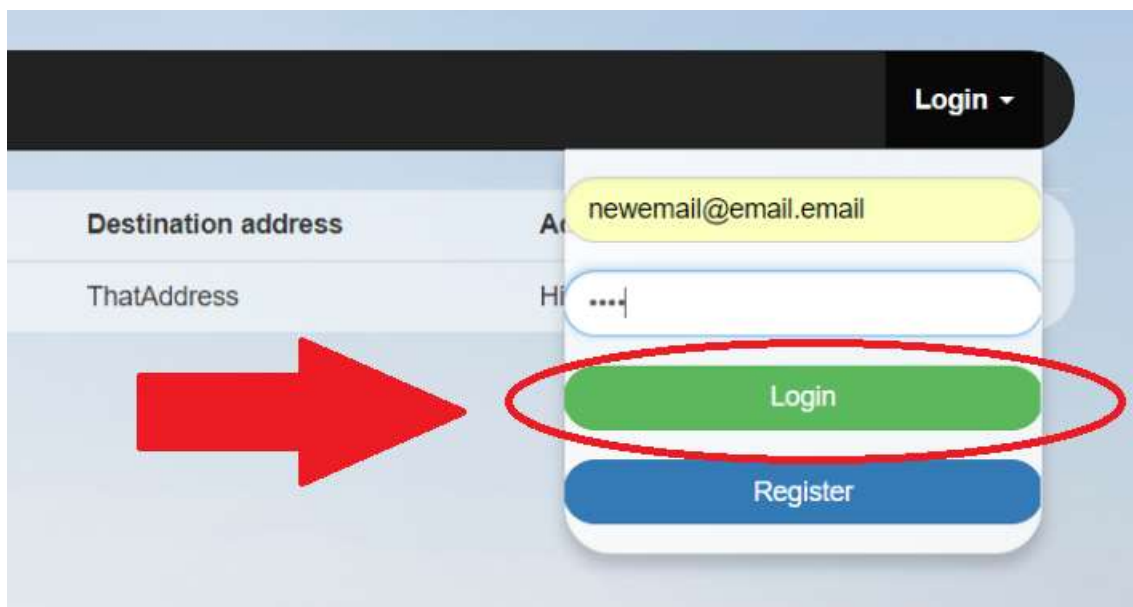 Login
Destination address
newemail@email.email
ThatAddress
••••
Login
Register